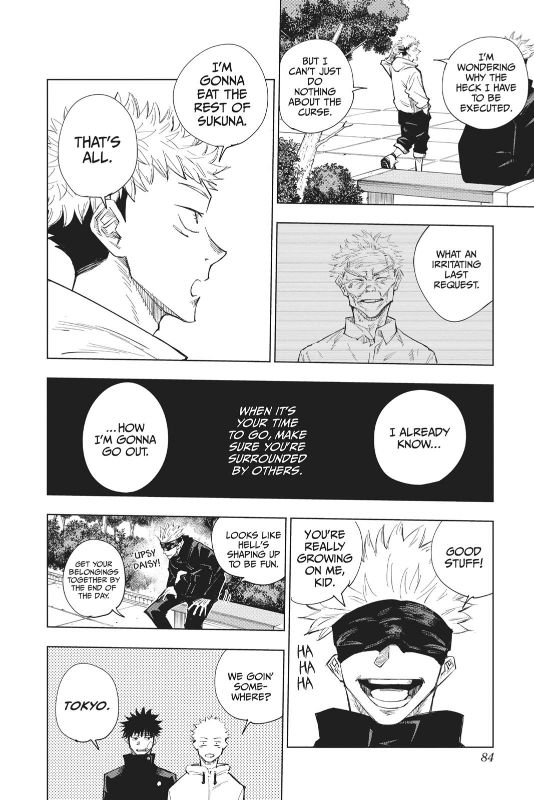 I'M
WONDERING
WHY THE
HECK I HAVE
TO BE
EXECUTED.
BUT I
CAN'T JUST
DO
NOTHING
ABOUT THE
CURSE.
I'M
GONNA
EAT THE
REST OF
SUKUNA.
THAT'S
ALL.
WHAT AN
IRRITATING
LAST
REQUEST.
I ALREADY
KNOW...
WHEN IT'S
YOUR TIME
TO GO, MAKE
SURE YOU'RE
SURROUNDED
BY OTHERS.
...HOW
I'M GONNA
GO OUT.
GOOD
STUFF!
YOU'RE
REALLY
GROWING
ON ME,
KID.
HA
HA
HA
LOOKS LIKE
HELL'S
SHAPING UP
TO BE FUN.
UPSY
DAISY!
GET YOUR
BELONGINGS
TOGETHER BY
THE END OF
THE DAY.
WE GOIN'
SOME-
WHERE?
TOKYO.
84